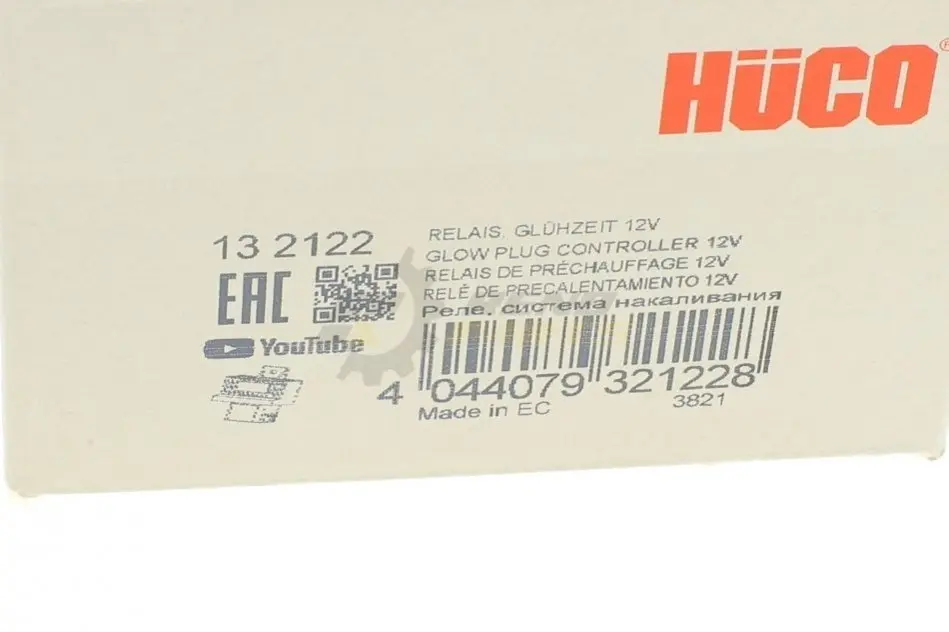 HÜCO®
13 2122
RELAIS, GLÜHZEIT 12V
GLOW PLUG CONTROLLER 12V
RELAIS DE PRÉCHAUFFAGE 12V
RELÉ DE PRECALENTAMIENTO 12V
Реле, система накаливания
EAC
YouTube
4 044079 321228
Made in EC
3821